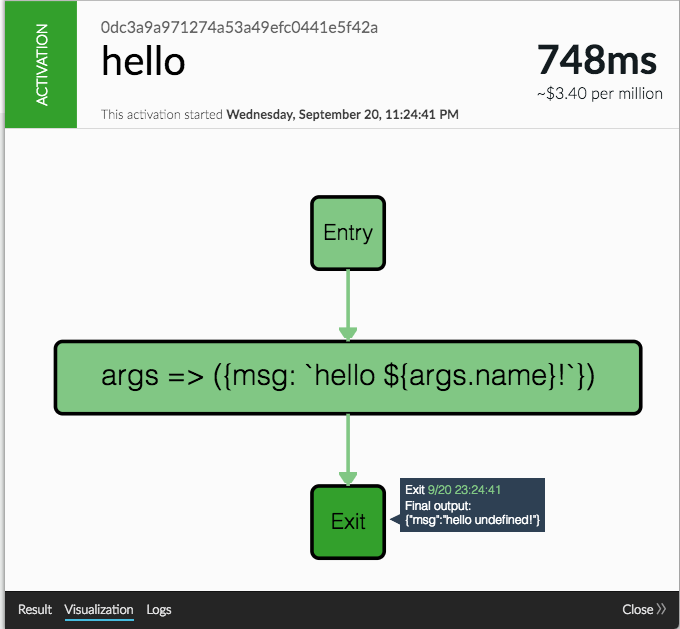 ACTIVATION
0dc3a9a971274a53a49efc0441e5f42a
hello
This activation started Wednesday, September 20, 11:24:41 PM
748ms
~$3.40 per million
Entry
args => ({msg: `hello ${args.name}!`})
Exit
Exit 9/20 23:24:41
Final output:
{"msg":"hello undefined!"}
Result Visualization Logs
Close